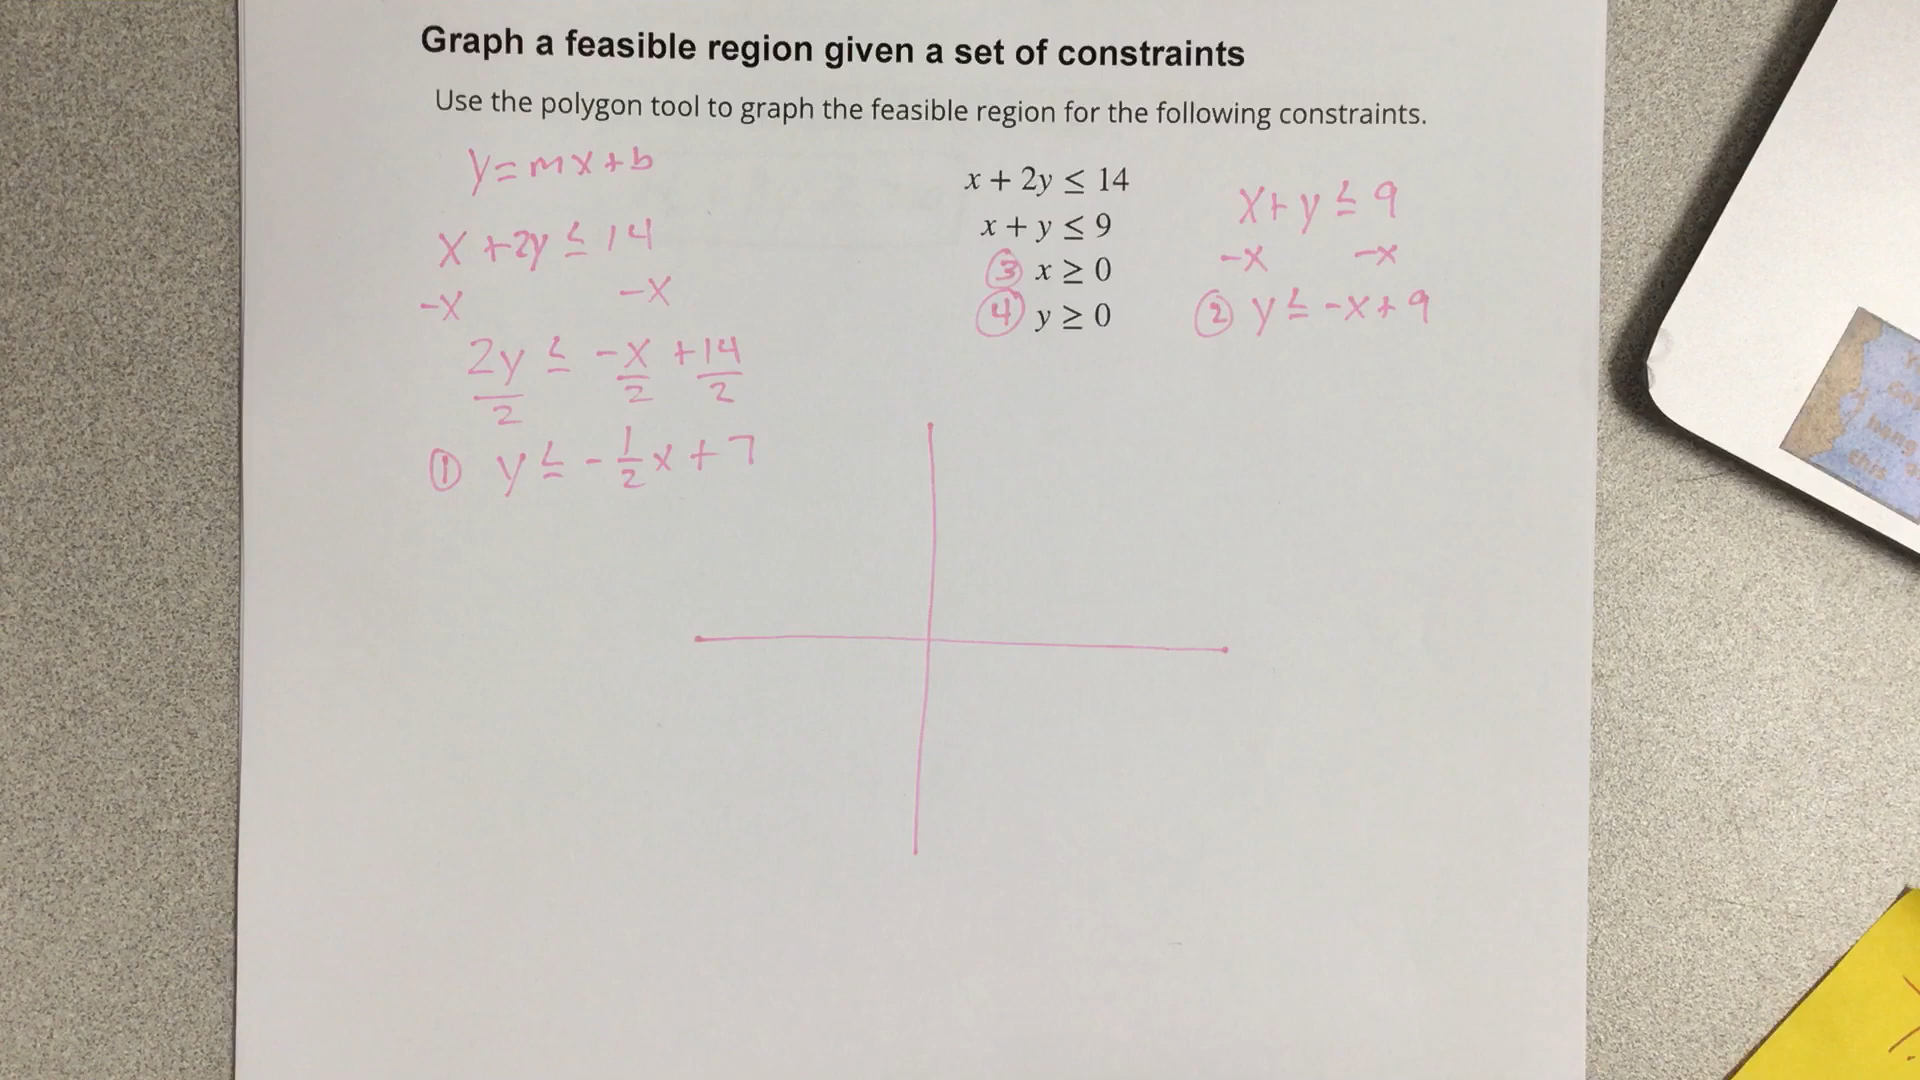 Graph a feasible region given a set of constraints
Use the polygon tool to graph the feasible region for the following constraints.
y = mx + b
x + 2y ≤ 14
-x -x
2y/2 ≤ -x/2 + 14/2
① y ≤ -1/2 x + 7
x + 2y ≤ 14
x + y ≤ 9
③ x ≥ 0
④ y ≥ 0
x + y ≤ 9
-x -x
② y ≤ -x + 9